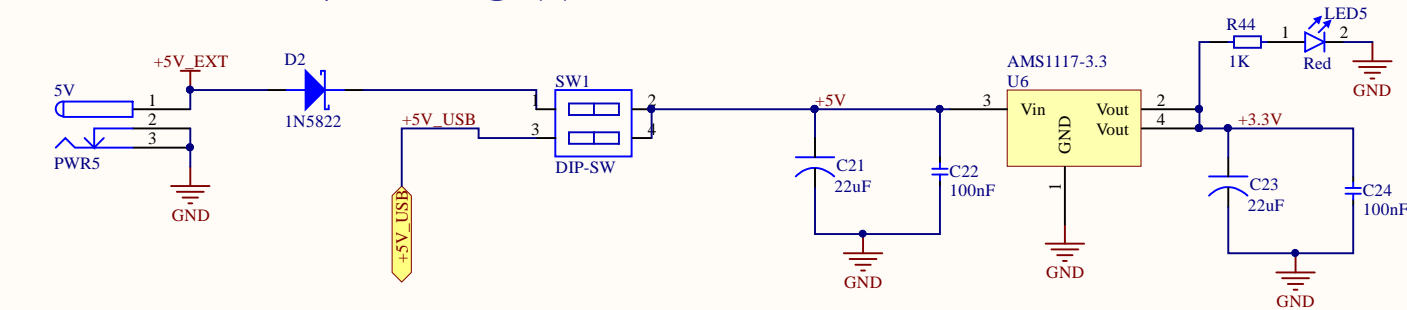 LED5
R44
1
2
1K
Red
GND
+5V_EXT
D2
AMS1117-3.3
U6
5V
1
SW1
1
2
+5V
3
Vin
Vout
2
1N5822
2
+5V_USB
3
4
Vout
4
+3.3V
GND
3
PWR5
DIP-SW
C21
22uF
C22
100nF
1
C23
22uF
C24
100nF
GND
+5V_USB
GND
GND
GND